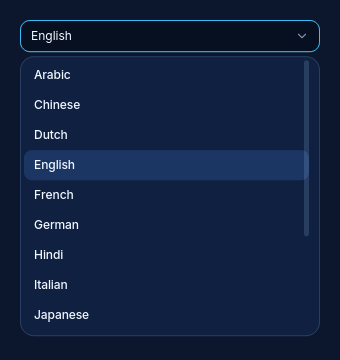 English
Arabic
Chinese
Dutch
English
French
German
Hindi
Italian
Japanese